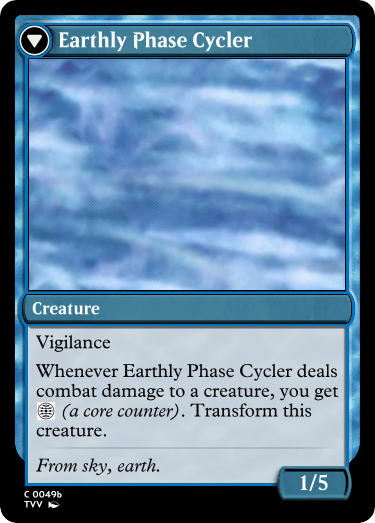 Earthly Phase Cycler
Creature
Vigilance
Whenever Earthly Phase Cycler deals
combat damage to a creature, you get
(a core counter). Transform this
creature.
From sky, earth.
1/5
C 0049b
TVV